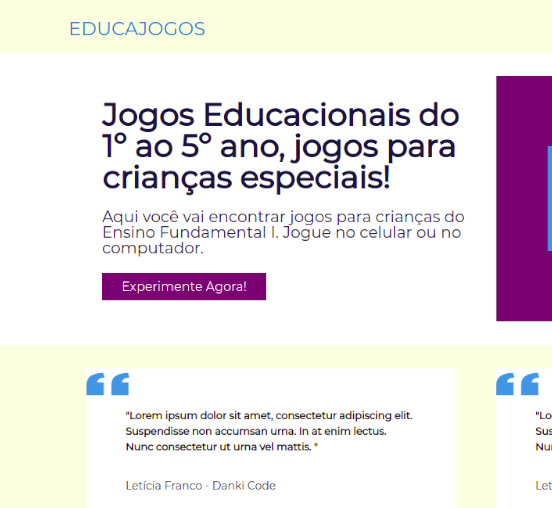 EDUCAJOGOS
Jogos Educacionais do
1º ao 5º ano, jogos para
crianças especiais!
Aqui você vai encontrar jogos para crianças do
Ensino Fundamental I. Jogue no celular ou no
computador.
Experimente Agora!
"Lorem ipsum dolor sit amet, consectetur adipiscing elit.
Suspendisse non accumsan urna. In at enim lectus.
Nunc consectetur ut urna vel mattis. "
Letícia Franco - Danki Code
"Lo
Sus
Nu
Let